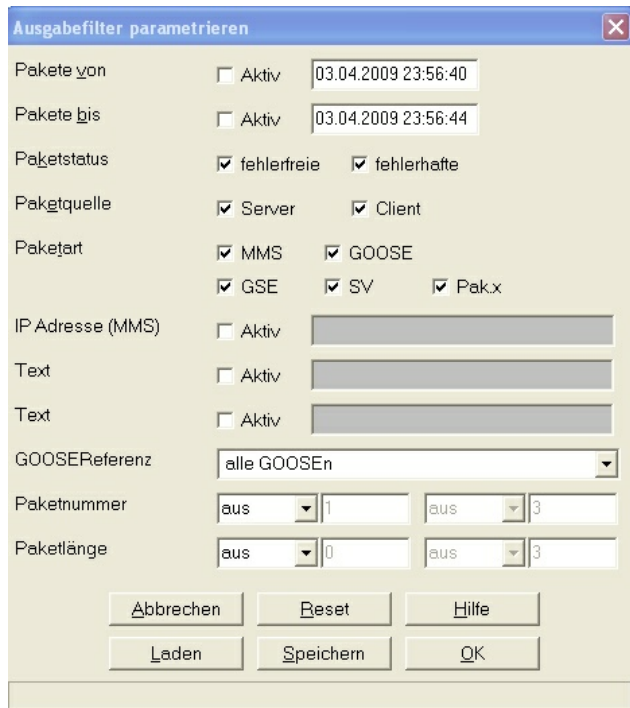 Ausgabefilter parametrieren
Pakete von Aktiv 03.04.2009 23:56:40
Pakete bis Aktiv 03.04.2009 23:56:44
Paketstatus fehlerfreie fehlerhafte
Paketquelle Server Client
Paketart MMS GOOSE
GSE SV Pak.x
IP Adresse (MMS) Aktiv
Text Aktiv
Text Aktiv
GOOSEReferenz alle GOOSEn
Paketnummer aus 1 aus 3
Paketlänge aus 0 aus 3
Abbrechen Reset Hilfe
Laden Speichern OK